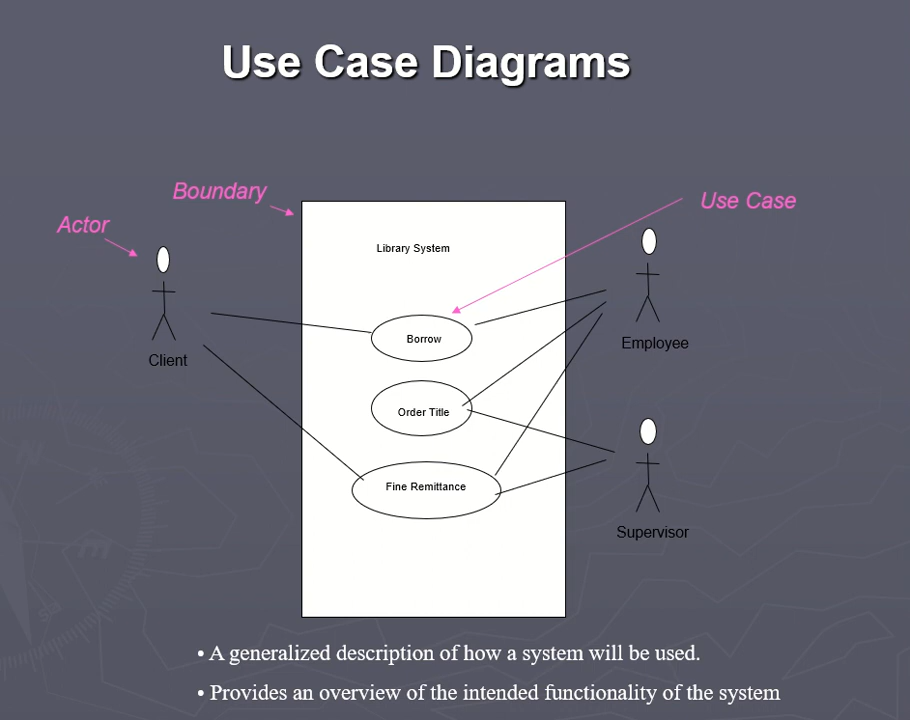 Use Case Diagrams
Boundary
Actor
Use Case
Library System
Client
Employee
Borrow
Order Title
Fine Remittance
Supervisor
• A generalized description of how a system will be used.
• Provides an overview of the intended functionality of the system